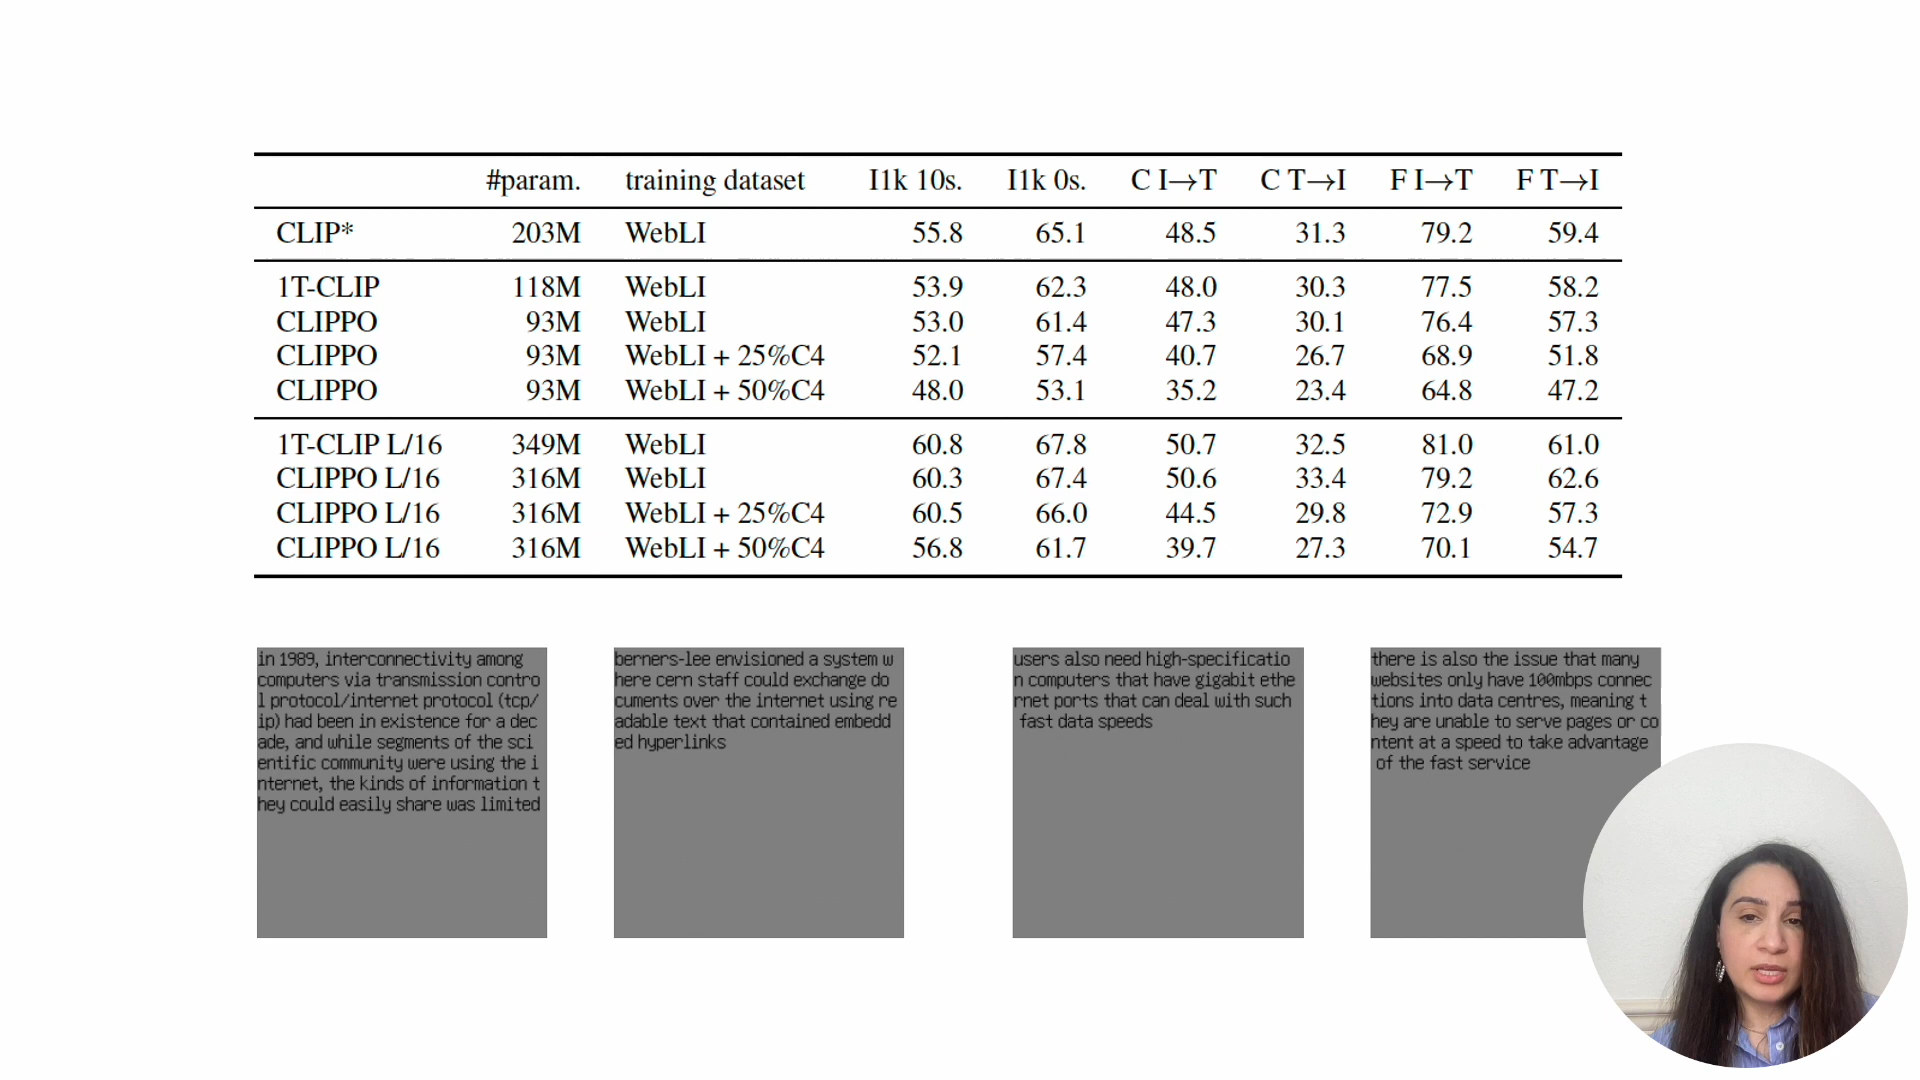 #param. training dataset I1k 10s. I1k 0s. C I→T C T→I F I→T F T→I
CLIP* 203M WebLI 55.8 65.1 48.5 31.3 79.2 59.4
1T-CLIP 118M WebLI 53.9 62.3 48.0 30.3 77.5 58.2
CLIPPO 93M WebLI 53.0 61.4 47.3 30.1 76.4 57.3
CLIPPO 93M WebLI + 25%C4 52.1 57.4 40.7 26.7 68.9 51.8
CLIPPO 93M WebLI + 50%C4 48.0 53.1 35.2 23.4 64.8 47.2
1T-CLIP L/16 349M WebLI 60.8 67.8 50.7 32.5 81.0 61.0
CLIPPO L/16 316M WebLI 60.3 67.4 50.6 33.4 79.2 62.6
CLIPPO L/16 316M WebLI + 25%C4 60.5 66.0 44.5 29.8 72.9 57.3
CLIPPO L/16 316M WebLI + 50%C4 56.8 61.7 39.7 27.3 70.1 54.7
in 1989, interconnectivity among
computers via transmission contro
l protocol/internet protocol (tcp/
ip) had been in existence for a dec
ade, and while segments of the sci
entific community were using the i
nternet, the kinds of information t
hey could easily share was limited
berners-lee envisioned a system w
here cern staff could exchange do
cuments over the internet using re
adable text that contained embedd
ed hyperlinks
users also need high-specificatio
n computers that have gigabit ethe
rnet ports that can deal with such
fast data speeds
there is also the issue that many
websites only have 100mbps connec
tions into data centres, meaning t
hey are unable to serve pages or co
ntent at a speed to take advantage
of the fast service